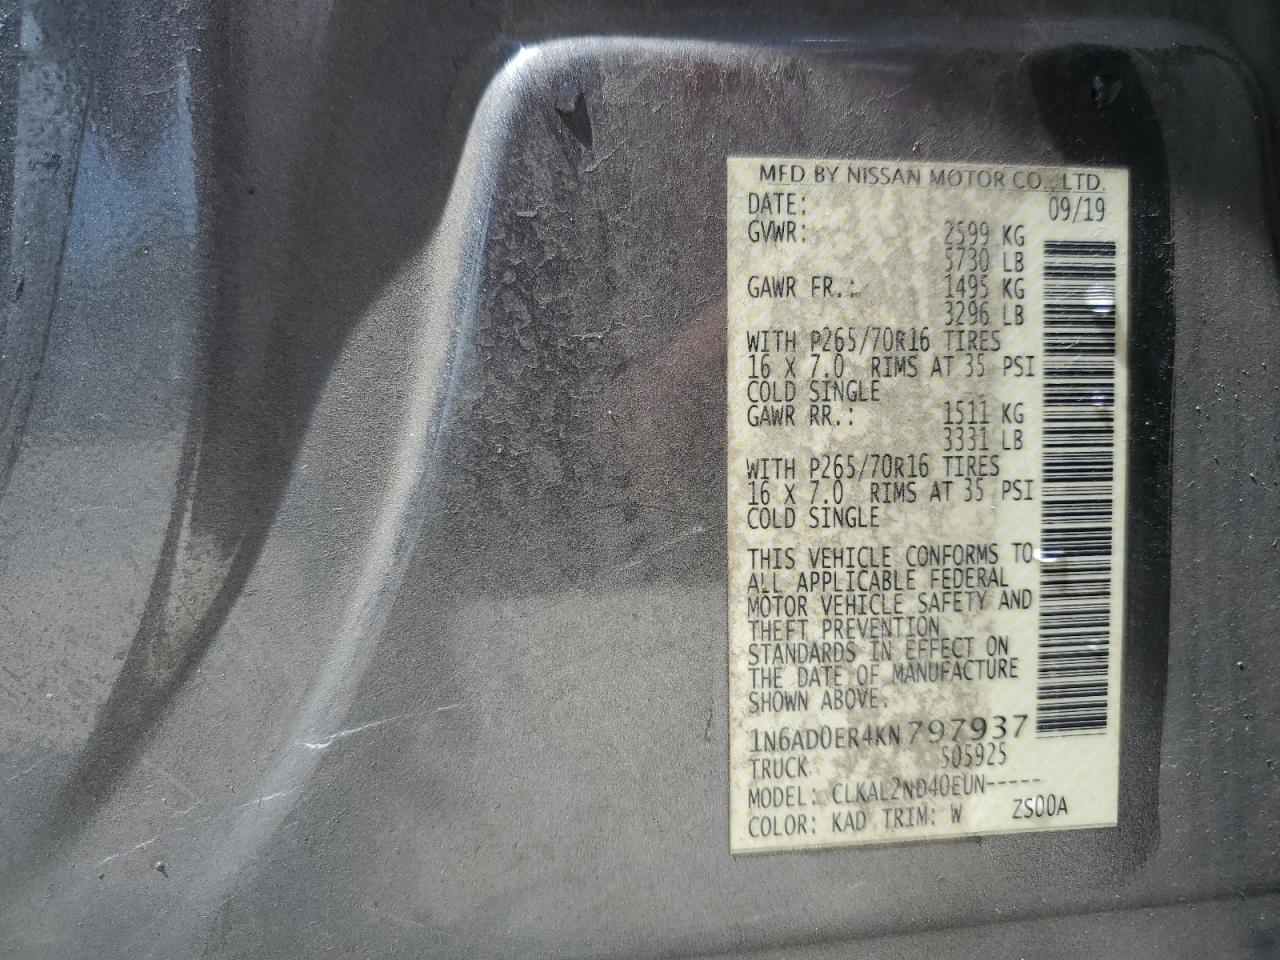 MFD BY NISSAN MOTOR CO., LTD.
DATE: 09/19
GVWR: 2599 KG
5730 LB
GAWR FR.: 1495 KG
3296 LB
WITH P265/70R16 TIRES
16 X 7.0 RIMS AT 35 PSI
COLD SINGLE
GAWR RR.: 1511 KG
3331 LB
WITH P265/70R16 TIRES
16 X 7.0 RIMS AT 35 PSI
COLD SINGLE
THIS VEHICLE CONFORMS TO
ALL APPLICABLE FEDERAL
MOTOR VEHICLE SAFETY AND
THEFT PREVENTION
STANDARDS IN EFFECT ON
THE DATE OF MANUFACTURE
SHOWN ABOVE.
1N6AD0ER4KN797937
TRUCK 505925
MODEL: CLKAL2ND40EUN-----
COLOR: KAD TRIM: W ZS00A